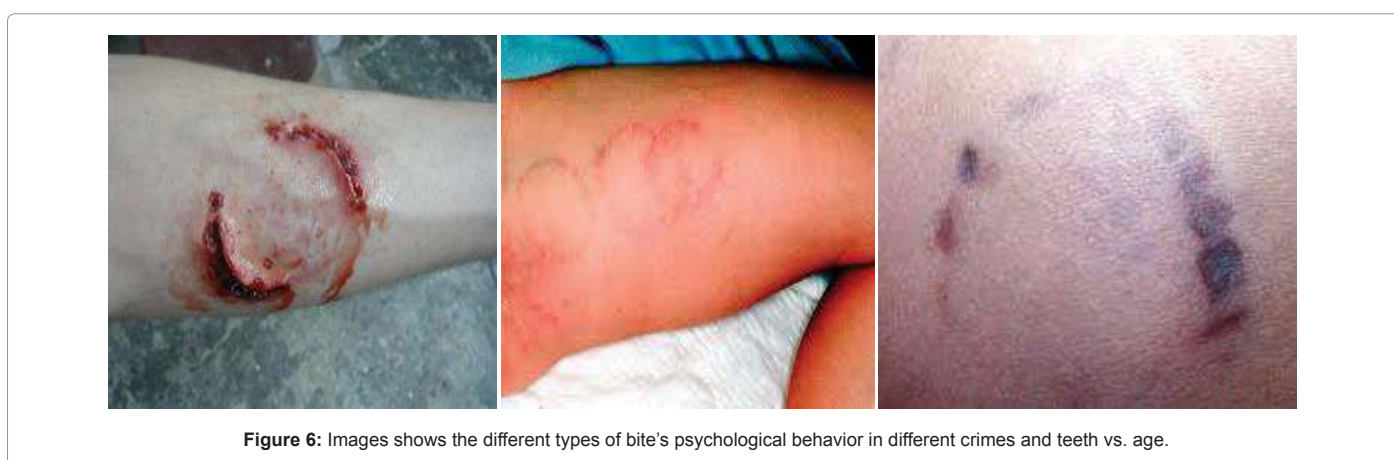 Figure 6: Images shows the different types of bite's psychological behavior in different crimes and teeth vs. age.